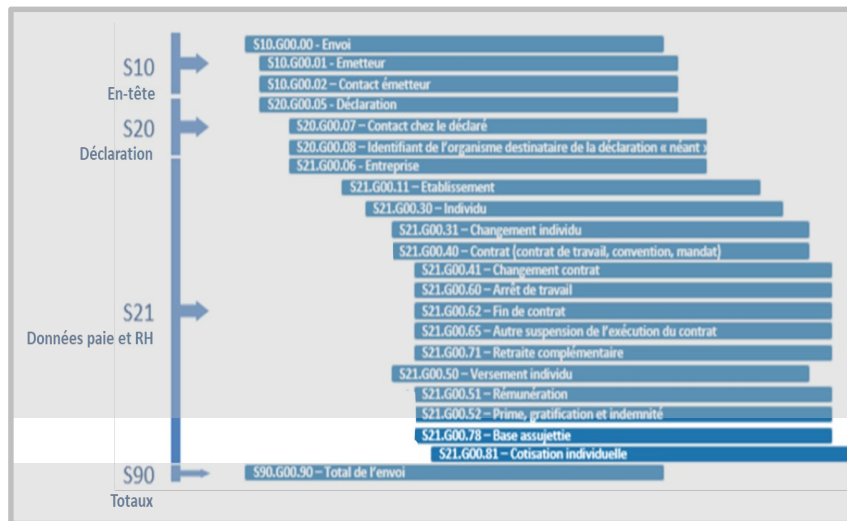 S10
En-tête
S20
Déclaration
S21
Données paie et RH
S90
Totaux
S10.G00.00 - Envoi
S10.G00.01 - Emetteur
S10.G00.02 – Contact émetteur
S20.G00.05 - Déclaration
S20.G00.07 – Contact chez le déclaré
S20.G00.08 – Identifiant de l'organisme destinataire de la déclaration « néant »
S21.G00.06 - Entreprise
S21.G00.11 – Etablissement
S21.G00.30 – Individu
S21.G00.31 – Changement individu
S21.G00.40 – Contrat (contrat de travail, convention, mandat)
S21.G00.41 – Changement contrat
S21.G00.60 – Arrêt de travail
S21.G00.62 – Fin de contrat
S21.G00.65 – Autre suspension de l'exécution du contrat
S21.G00.71 – Retraite complémentaire
S21.G00.50 – Versement individu
S21.G00.51 – Rémunération
S21.G00.52 – Prime, gratification et indemnité
S21.G00.78 – Base assujettie
S21.G00.81 – Cotisation individuelle
S90.G00.90 – Total de l'envoi